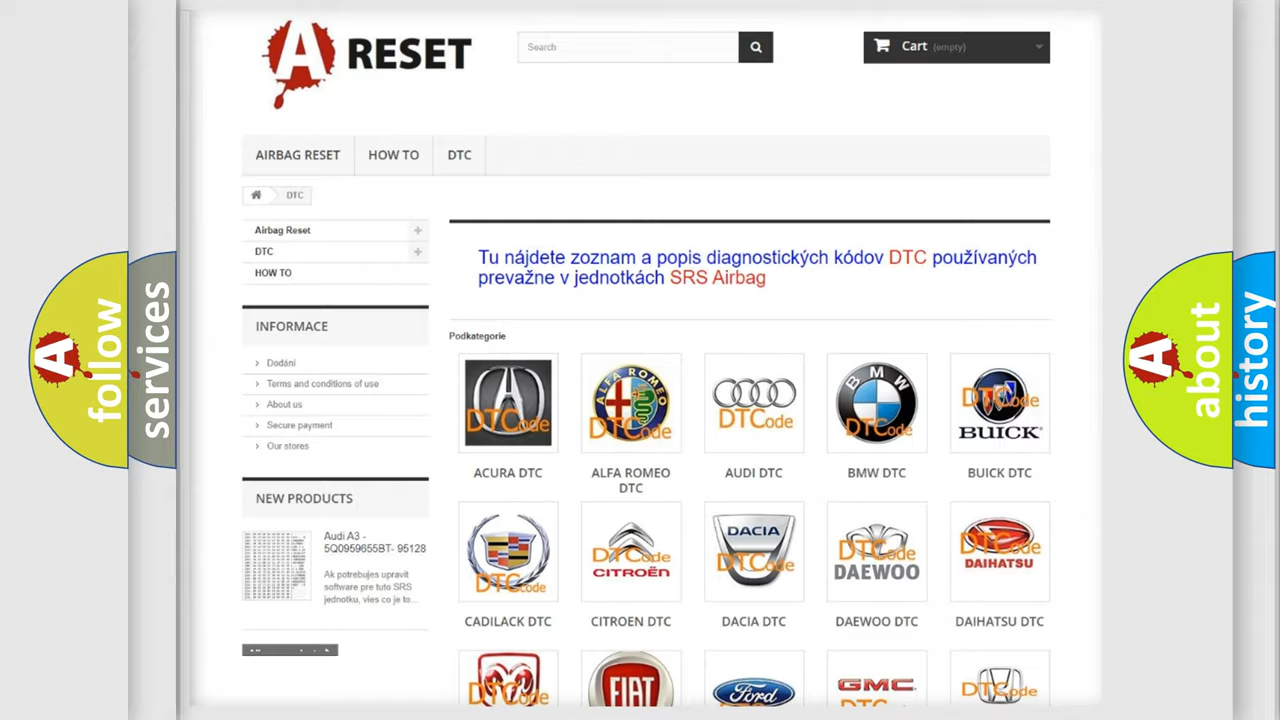 A RESET
Search
Cart (empty)
AIRBAG RESET
HOW TO
DTC
DTC
Airbag Reset
DTC
HOW TO
INFORMACE
Dodání
Terms and conditions of use
About us
Secure payment
Our stores
NEW PRODUCTS
Audi A3 -
5Q0959655BT- 95128
Ak potrebujes upravit
software pre tuto SRS
jednotku, vies co je to...
Tu nájdete zoznam a popis diagnostických kódov DTC používaných
prevažne v jednotkách SRS Airbag
Podkategorie
DTCode
ALFA ROMEO
DTCode
DTCode
BMW
DTCode
DTCode
BUICK
ACURA DTC
ALFA ROMEO
DTC
AUDI DTC
BMW DTC
BUICK DTC
DTCode
DTCode
CITROËN
DACIA
DTCode
DTCode
DAEWOO
DTCode
DAIHATSU
CADILACK DTC
CITROEN DTC
DACIA DTC
DAEWOO DTC
DAIHATSU DTC
DTCode
FIAT
Ford
GMC
DTCode
A follow
services
A about
history